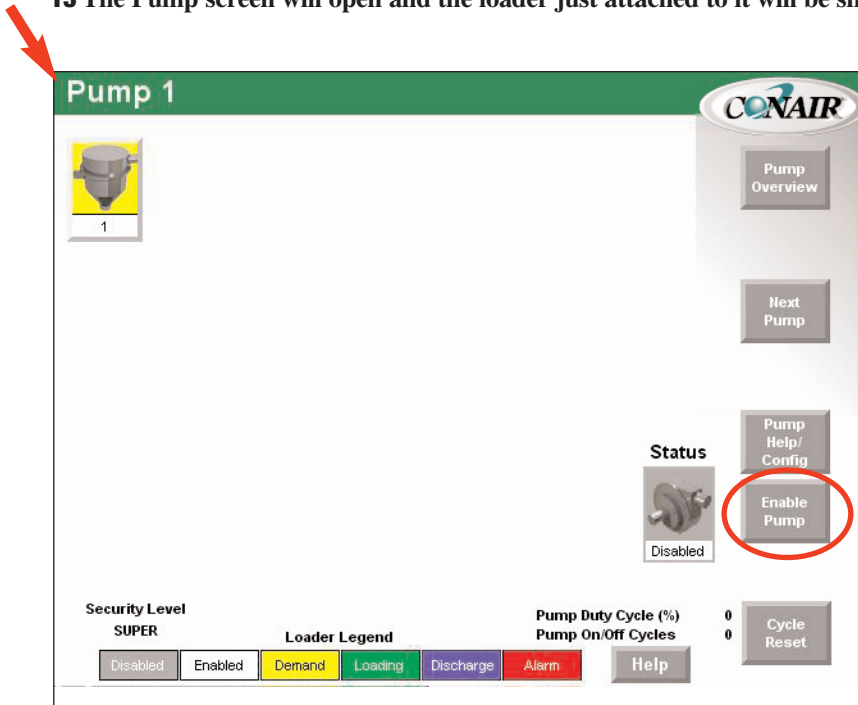 The Pump screen will open and the loader just attached to it will be
Pump 1
CONAIR
1
Pump
Overview
Next
Pump
Pump
Help/
Config
Status
Enable
Pump
Disabled
Security Level
SUPER
Loader Legend
Pump Duty Cycle (%) 0
Pump On/Off Cycles 0
Cycle
Reset
Disabled Enabled Demand Loading Discharge Alarm Help